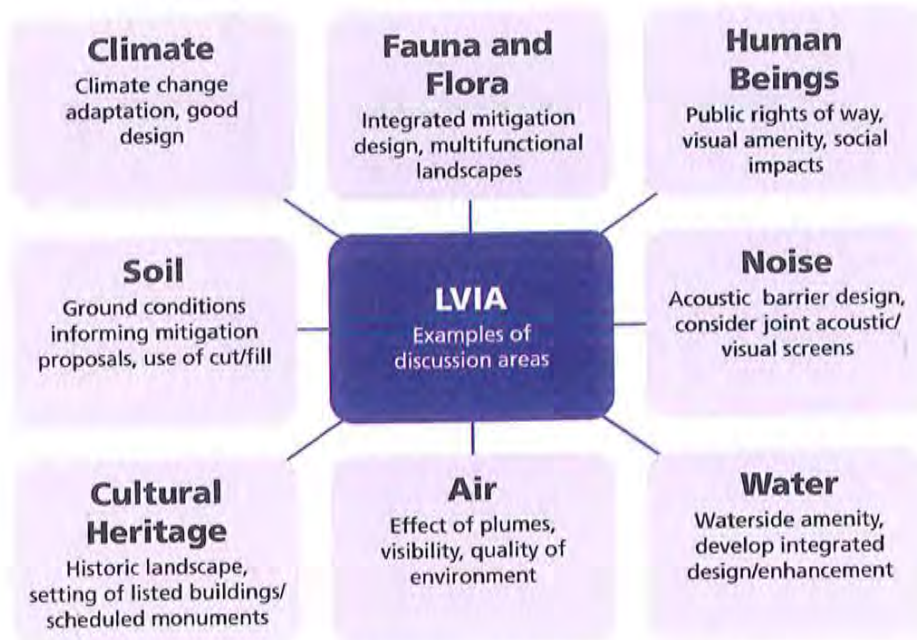 Climate
Climate change
adaptation, good
design
Fauna and
Flora
Integrated mitigation
design, multifunctional
landscapes
Human
Beings
Public rights of way,
visual amenity, social
impacts
Soil
Ground conditions
informing mitigation
proposals, use of cut/fill
LVIA
Examples of
discussion areas
Noise
Acoustic barrier design,
consider joint acoustic/
visual screens
Cultural
Heritage
Historic landscape,
setting of listed buildings/
scheduled monuments
Air
Effect of plumes,
visibility, quality of
environment
Water
Waterside amenity,
develop integrated
design/enhancement